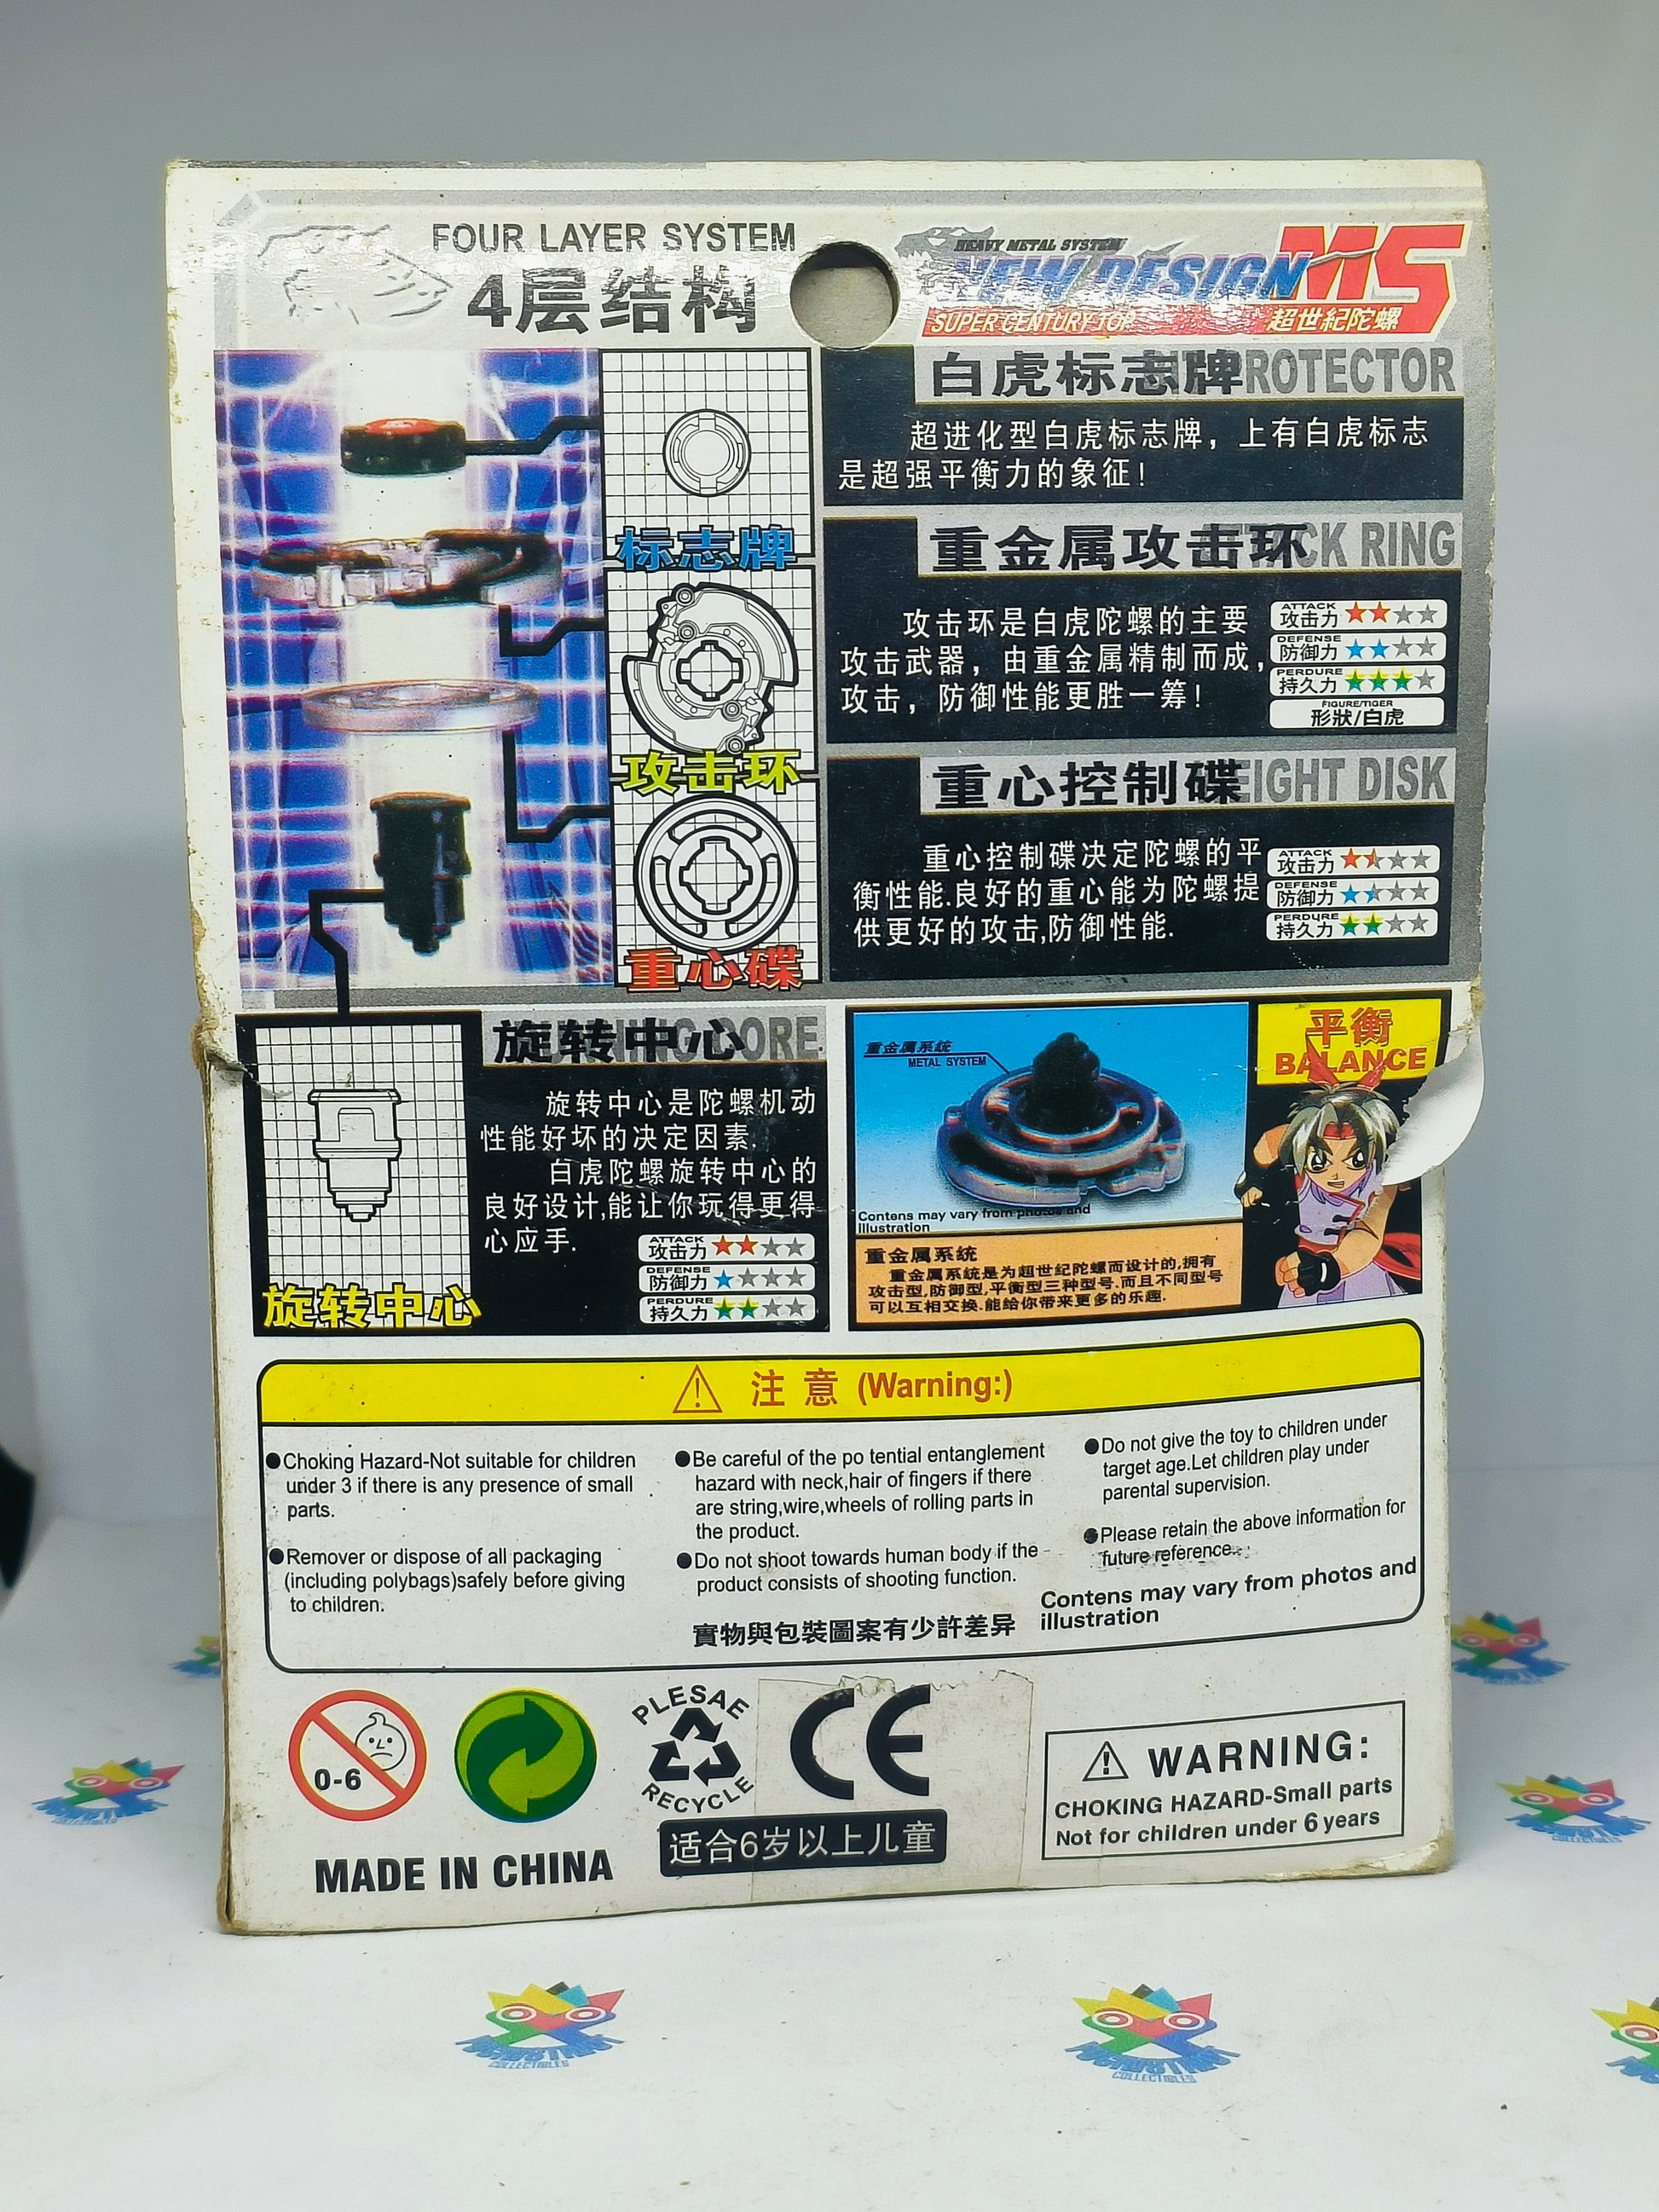 FOUR LAYER SYSTEM
4层结构
HEAVY METAL SYSTEM
NEW DESIGN MS
SUPER CENTURY TOP 超世紀陀螺
白虎标志牌 ROTECTOR
超进化型白虎标志牌，上有白虎标志
是超强平衡力的象征！
标志牌
重金属攻击环 CK RING
攻击环是白虎陀螺的主要
攻击武器，由重金属精制而成，
攻击，防御性能更胜一筹！
ATTACK
攻击力
DEFENSE
防御力
PERDURE
持久力
FIGURE/TIGER
形狀/白虎
攻击环
重心控制碟 EIGHT DISK
重心控制碟决定陀螺的平
衡性能.良好的重心能为陀螺提
供更好的攻击,防御性能.
ATTACK
攻击力
DEFENSE
防御力
PERDURE
持久力
重心碟
旋转中心 ORE
旋转中心是陀螺机动
性能好坏的决定因素.
白虎陀螺旋转中心的
良好设计,能让你玩得更得
心应手.
ATTACK
攻击力
DEFENSE
防御力
PERDURE
持久力
旋转中心
重金属系統
METAL SYSTEM
Contens may vary from photos and
Illustration
平衡
BALANCE
重金属系统
重金属系统是为超世纪陀螺而设计的,拥有
攻击型,防御型,平衡型三种型号.而且不同型号
可以互相交换.能给你带来更多的乐趣.
注意 (Warning:)
●Choking Hazard-Not suitable for children
under 3 if there is any presence of small
parts.
●Remover or dispose of all packaging
(including polybags)safely before giving
to children.
●Be careful of the po tential entanglement
hazard with neck,hair of fingers if there
are string,wire,wheels of rolling parts in
the product.
●Do not shoot towards human body if the
product consists of shooting function.
●Do not give the toy to children under
target age.Let children play under
parental supervision.
●Please retain the above information for
future reference.
實物與包裝圖案有少許差异
Contens may vary from photos and
illustration
0-6
PLESAE
RECYCLE
CE
适合6岁以上儿童
MADE IN CHINA
WARNING:
CHOKING HAZARD-Small parts
Not for children under 6 years
COLLECTIBLES
COLLECTIBLES